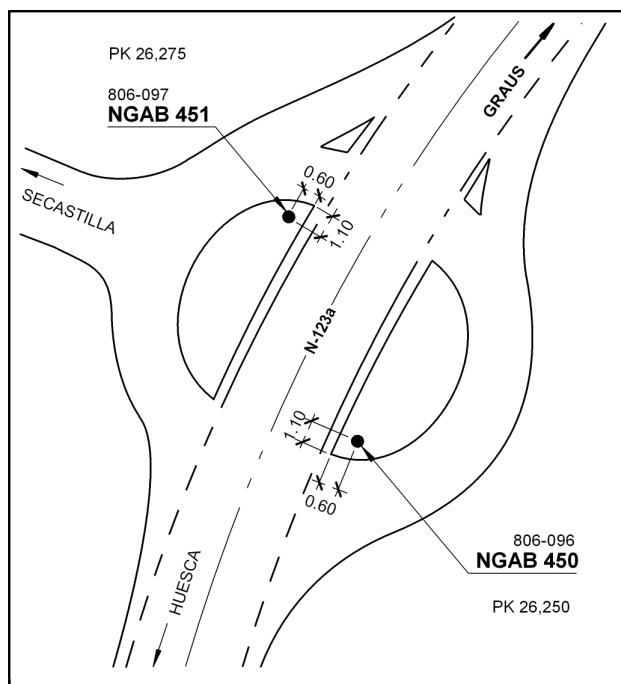 PK 26,275
806-097
NGAB 451
GRAUS
SECASTILLA
0.60
1.10
N-123a
1.10
0.60
HUESCA
806-096
NGAB 450
PK 26,250